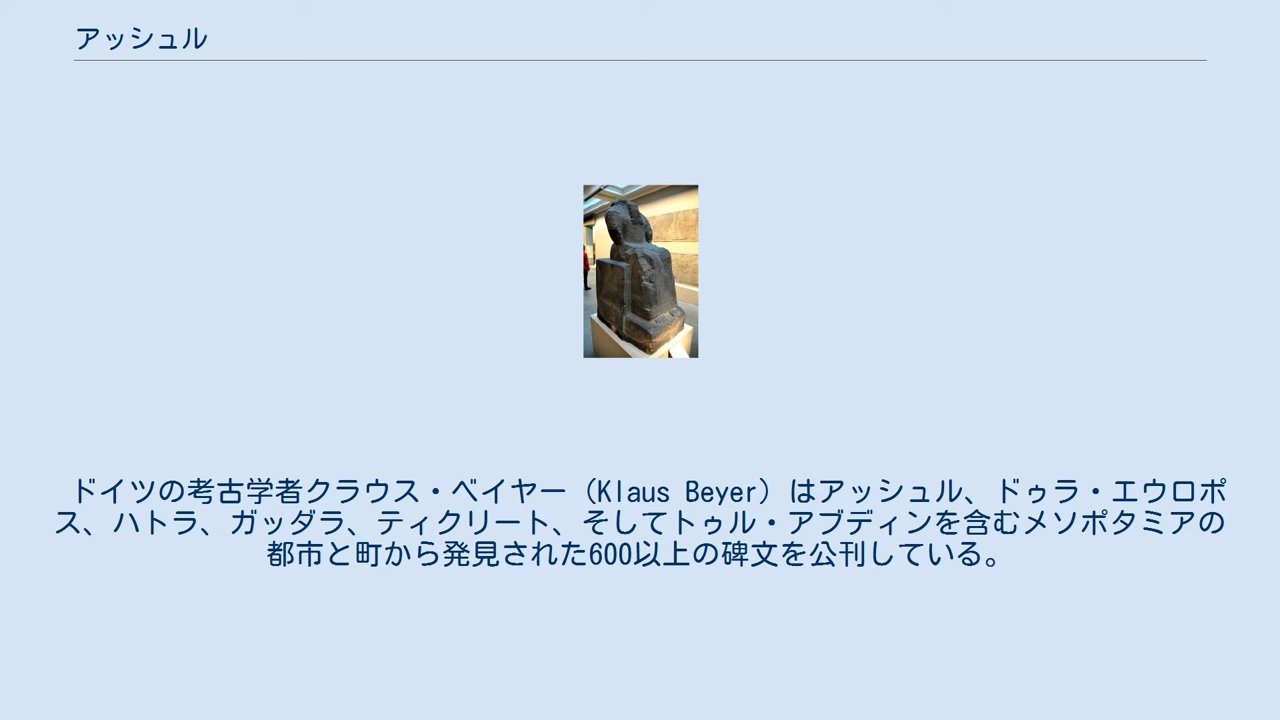 アッシュル
ドイツの考古学者クラウス・ベイヤー（Klaus Beyer）はアッシュル、ドゥラ・エウロポ
ス、ハトラ、ガッダラ、ティクリート、そしてトゥル・アブディンを含むメソポタミアの
都市と町から発見された600以上の碑文を公刊している。